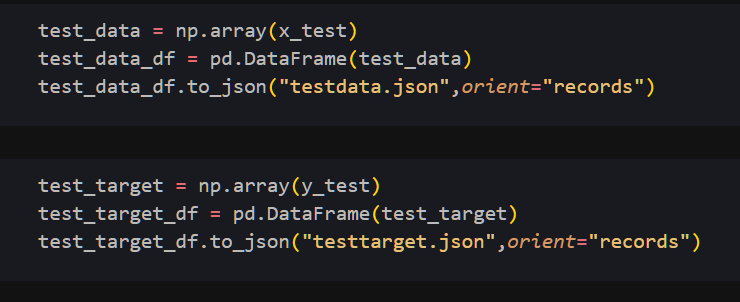 test_data = np.array(x_test)
test_data_df = pd.DataFrame(test_data)
test_data_df.to_json("testdata.json",orient="records")
test_target = np.array(y_test)
test_target_df = pd.DataFrame(test_target)
test_target_df.to_json("testtarget.json",orient="records")